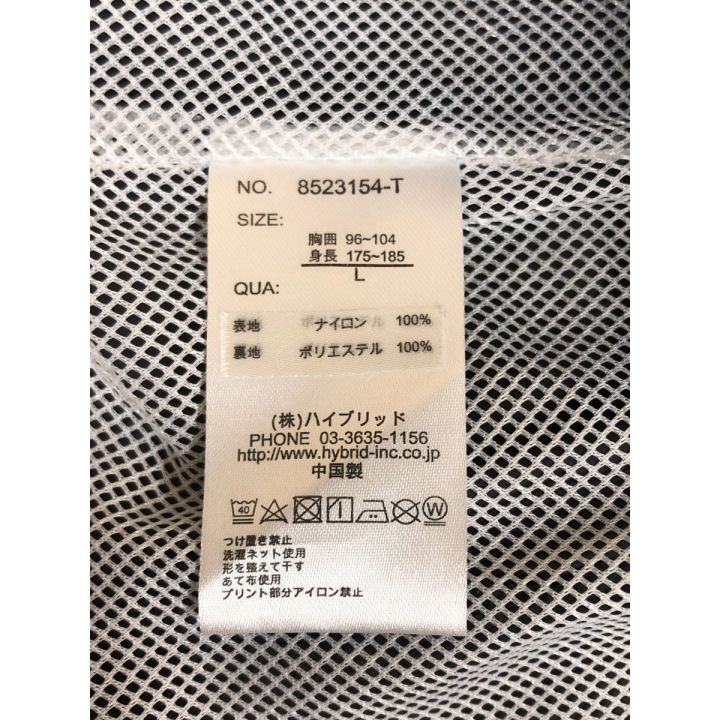 NO. 8523154-T
SIZE:
胸囲 96~104
身長 175~185
L
QUA:
表地 ナイロン 100%
裏地 ポリエステル 100%
(株)ハイブリッド
PHONE 03-3635-1156
http://www.hybrid-inc.co.jp
中国製
40 W
つけ置き禁止
洗濯ネット使用
形を整えて干す
あて布使用
プリント部分アイロン禁止